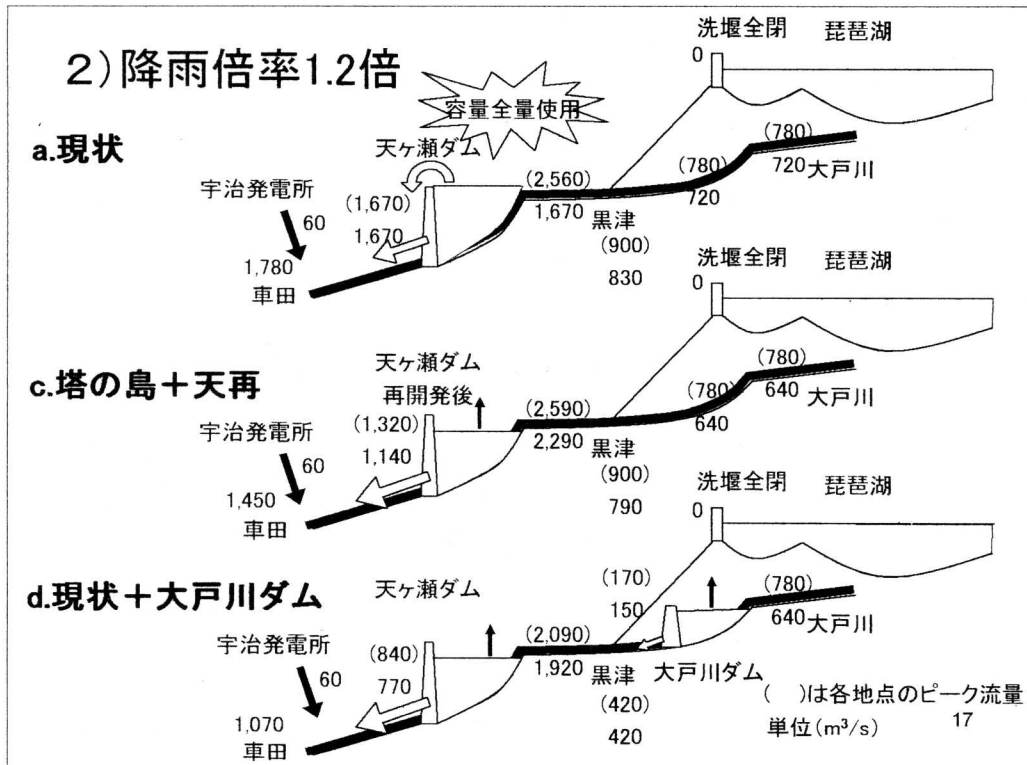 2)降雨倍率1.2倍
洗堰全閉 琵琶湖
0
容量全量使用
a.現状
天ヶ瀬ダム
(780)
720
大戸川
(780)
720
(2,560)
1,670
黒津
(900)
830
宇治発電所
60
(1,670)
1,670
1,780
車田
洗堰全閉 琵琶湖
0
c.塔の島+天再
天ヶ瀬ダム
再開発後
(780)
640
大戸川
(780)
640
(2,590)
2,290
黒津
(900)
790
宇治発電所
60
(1,320)
1,140
1,450
車田
洗堰全閉 琵琶湖
0
d.現状+大戸川ダム
天ヶ瀬ダム
(170)
150
(780)
640
大戸川
(2,090)
1,920
黒津
大戸川ダム
(420)
420
宇治発電所
60
(840)
770
1,070
車田
( )は各地点のピーク流量
単位(m³/s)
17